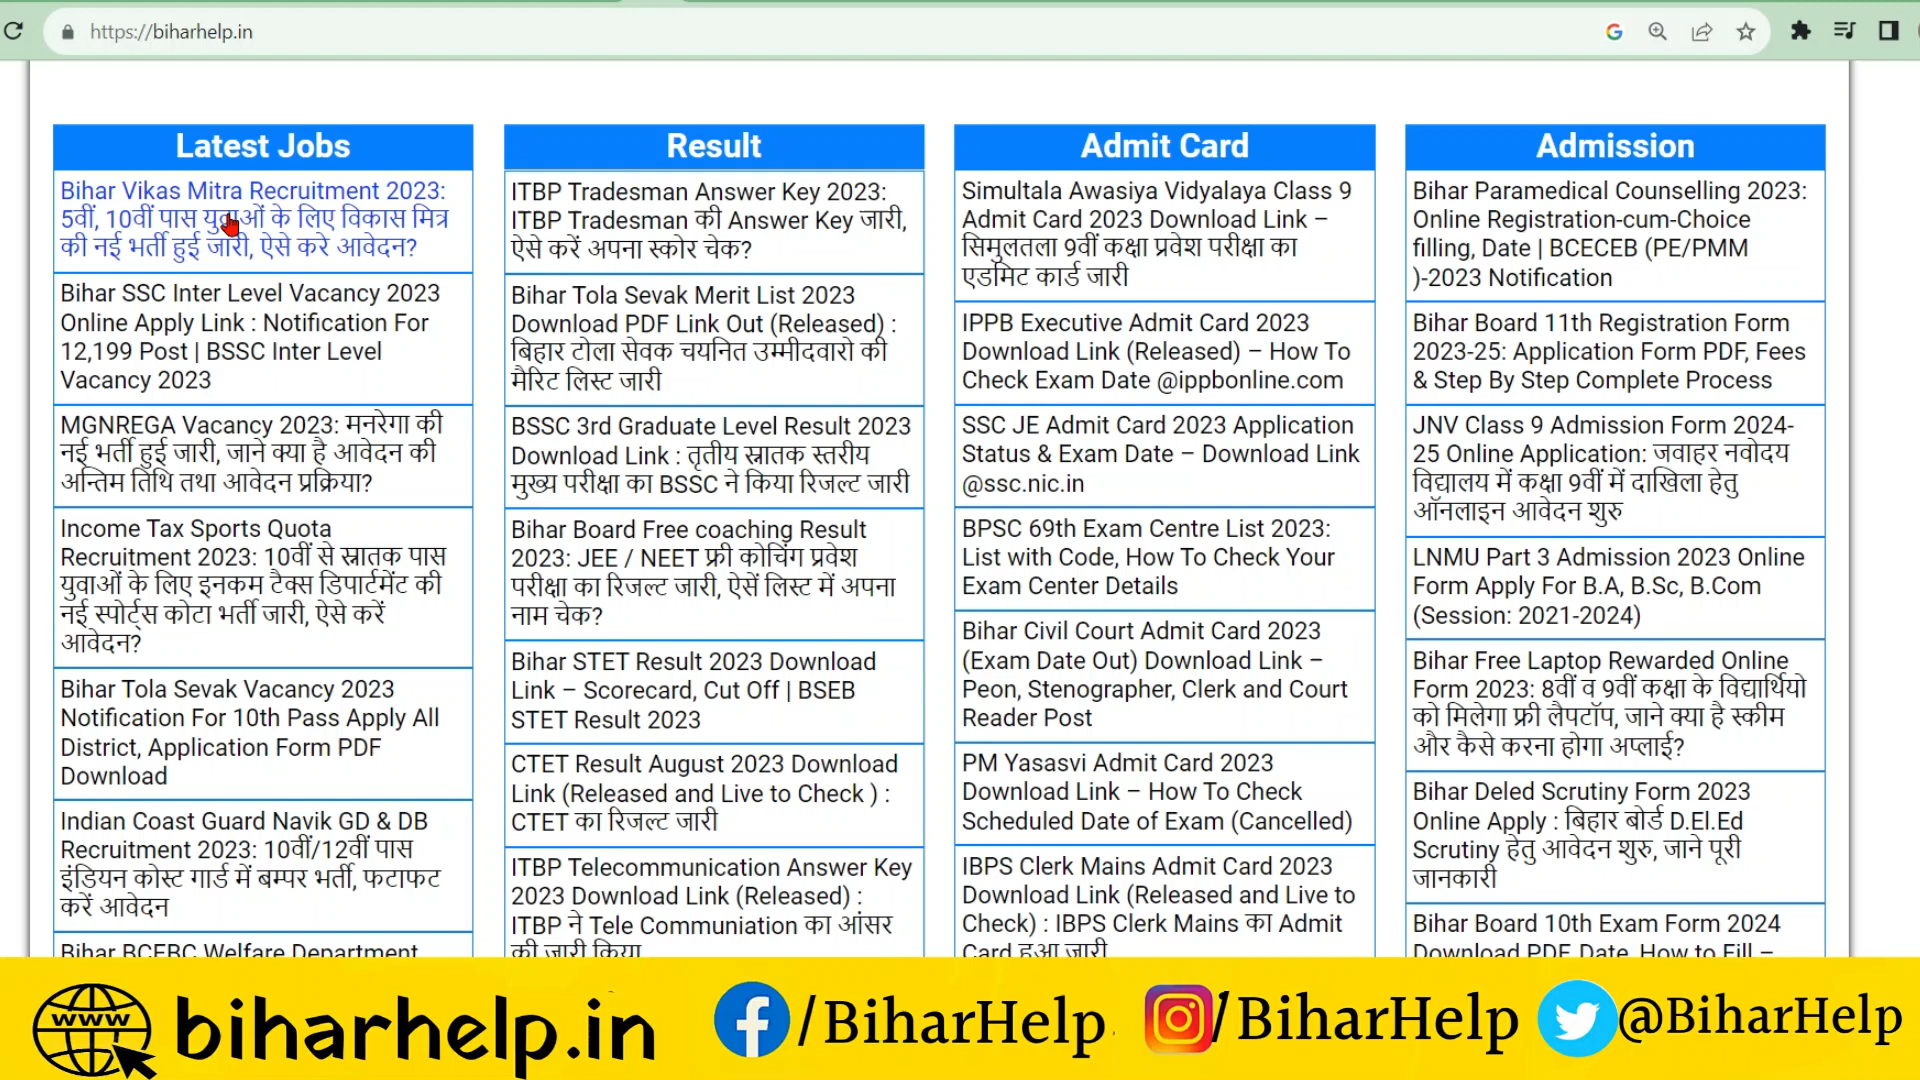 https://biharhelp.in
Latest Jobs
Bihar Vikas Mitra Recruitment 2023:
5वीं, 10वीं पास युवाओं के लिए विकास मित्र
की नई भर्ती हुई जारी, ऐसे करे आवेदन?
Bihar SSC Inter Level Vacancy 2023
Online Apply Link : Notification For
12,199 Post | BSSC Inter Level
Vacancy 2023
MGNREGA Vacancy 2023: मनरेगा की
नई भर्ती हुई जारी, जाने क्या है आवेदन की
अन्तिम तिथि तथा आवेदन प्रक्रिया?
Income Tax Sports Quota
Recruitment 2023: 10वीं से स्नातक पास
युवाओं के लिए इनकम टैक्स डिपार्टमेंट की
नई स्पोर्ट्स कोटा भर्ती जारी, ऐसे करें
आवेदन?
Bihar Tola Sevak Vacancy 2023
Notification For 10th Pass Apply All
District, Application Form PDF
Download
Indian Coast Guard Navik GD & DB
Recruitment 2023: 10वीं/12वीं पास
इंडियन कोस्ट गार्ड में बम्पर भर्ती, फटाफट
करें आवेदन
Bihar BCEBC Welfare Department
Result
ITBP Tradesman Answer Key 2023:
ITBP Tradesman की Answer Key जारी,
ऐसे करें अपना स्कोर चेक?
Bihar Tola Sevak Merit List 2023
Download PDF Link Out (Released) :
बिहार टोला सेवक चयनित उम्मीदवारो की
मैरिट लिस्ट जारी
BSSC 3rd Graduate Level Result 2023
Download Link : तृतीय स्नातक स्तरीय
मुख्य परीक्षा का BSSC ने किया रिजल्ट जारी
Bihar Board Free coaching Result
2023: JEE / NEET फ्री कोचिंग प्रवेश
परीक्षा का रिजल्ट जारी, ऐसें लिस्ट में अपना
नाम चेक?
Bihar STET Result 2023 Download
Link – Scorecard, Cut Off | BSEB
STET Result 2023
CTET Result August 2023 Download
Link (Released and Live to Check ) :
CTET का रिजल्ट जारी
ITBP Telecommunication Answer Key
2023 Download Link (Released) :
ITBP ने Tele Communiation का आंसर
की जारी किया
Admit Card
Simultala Awasiya Vidyalaya Class 9
Admit Card 2023 Download Link –
सिमुलतला 9वीं कक्षा प्रवेश परीक्षा का
एडमिट कार्ड जारी
IPPB Executive Admit Card 2023
Download Link (Released) – How To
Check Exam Date @ippbonline.com
SSC JE Admit Card 2023 Application
Status & Exam Date – Download Link
@ssc.nic.in
BPSC 69th Exam Centre List 2023:
List with Code, How To Check Your
Exam Center Details
Bihar Civil Court Admit Card 2023
(Exam Date Out) Download Link –
Peon, Stenographer, Clerk and Court
Reader Post
PM Yasasvi Admit Card 2023
Download Link – How To Check
Scheduled Date of Exam (Cancelled)
IBPS Clerk Mains Admit Card 2023
Download Link (Released and Live to
Check) : IBPS Clerk Mains का Admit
Card हुआ जारी
Admission
Bihar Paramedical Counselling 2023:
Online Registration-cum-Choice
filling, Date | BCECEB (PE/PMM
)-2023 Notification
Bihar Board 11th Registration Form
2023-25: Application Form PDF, Fees
& Step By Step Complete Process
JNV Class 9 Admission Form 2024-
25 Online Application: जवाहर नवोदय
विद्यालय में कक्षा 9वीं में दाखिला हेतु
ऑनलाइन आवेदन शुरु
LNMU Part 3 Admission 2023 Online
Form Apply For B.A, B.Sc, B.Com
(Session: 2021-2024)
Bihar Free Laptop Rewarded Online
Form 2023: 8वीं व 9वीं कक्षा के विद्यार्थियो
को मिलेगा फ्री लैपटॉप, जाने क्या है स्कीम
और कैसे करना होगा अप्लाई?
Bihar Deled Scrutiny Form 2023
Online Apply : बिहार बोर्ड D.El.Ed
Scrutiny हेतु आवेदन शुरु, जाने पूरी
जानकारी
Bihar Board 10th Exam Form 2024
Download PDF, Date, How to Fill –
www
biharhelp.in
/BiharHelp
/BiharHelp
@BiharHelp